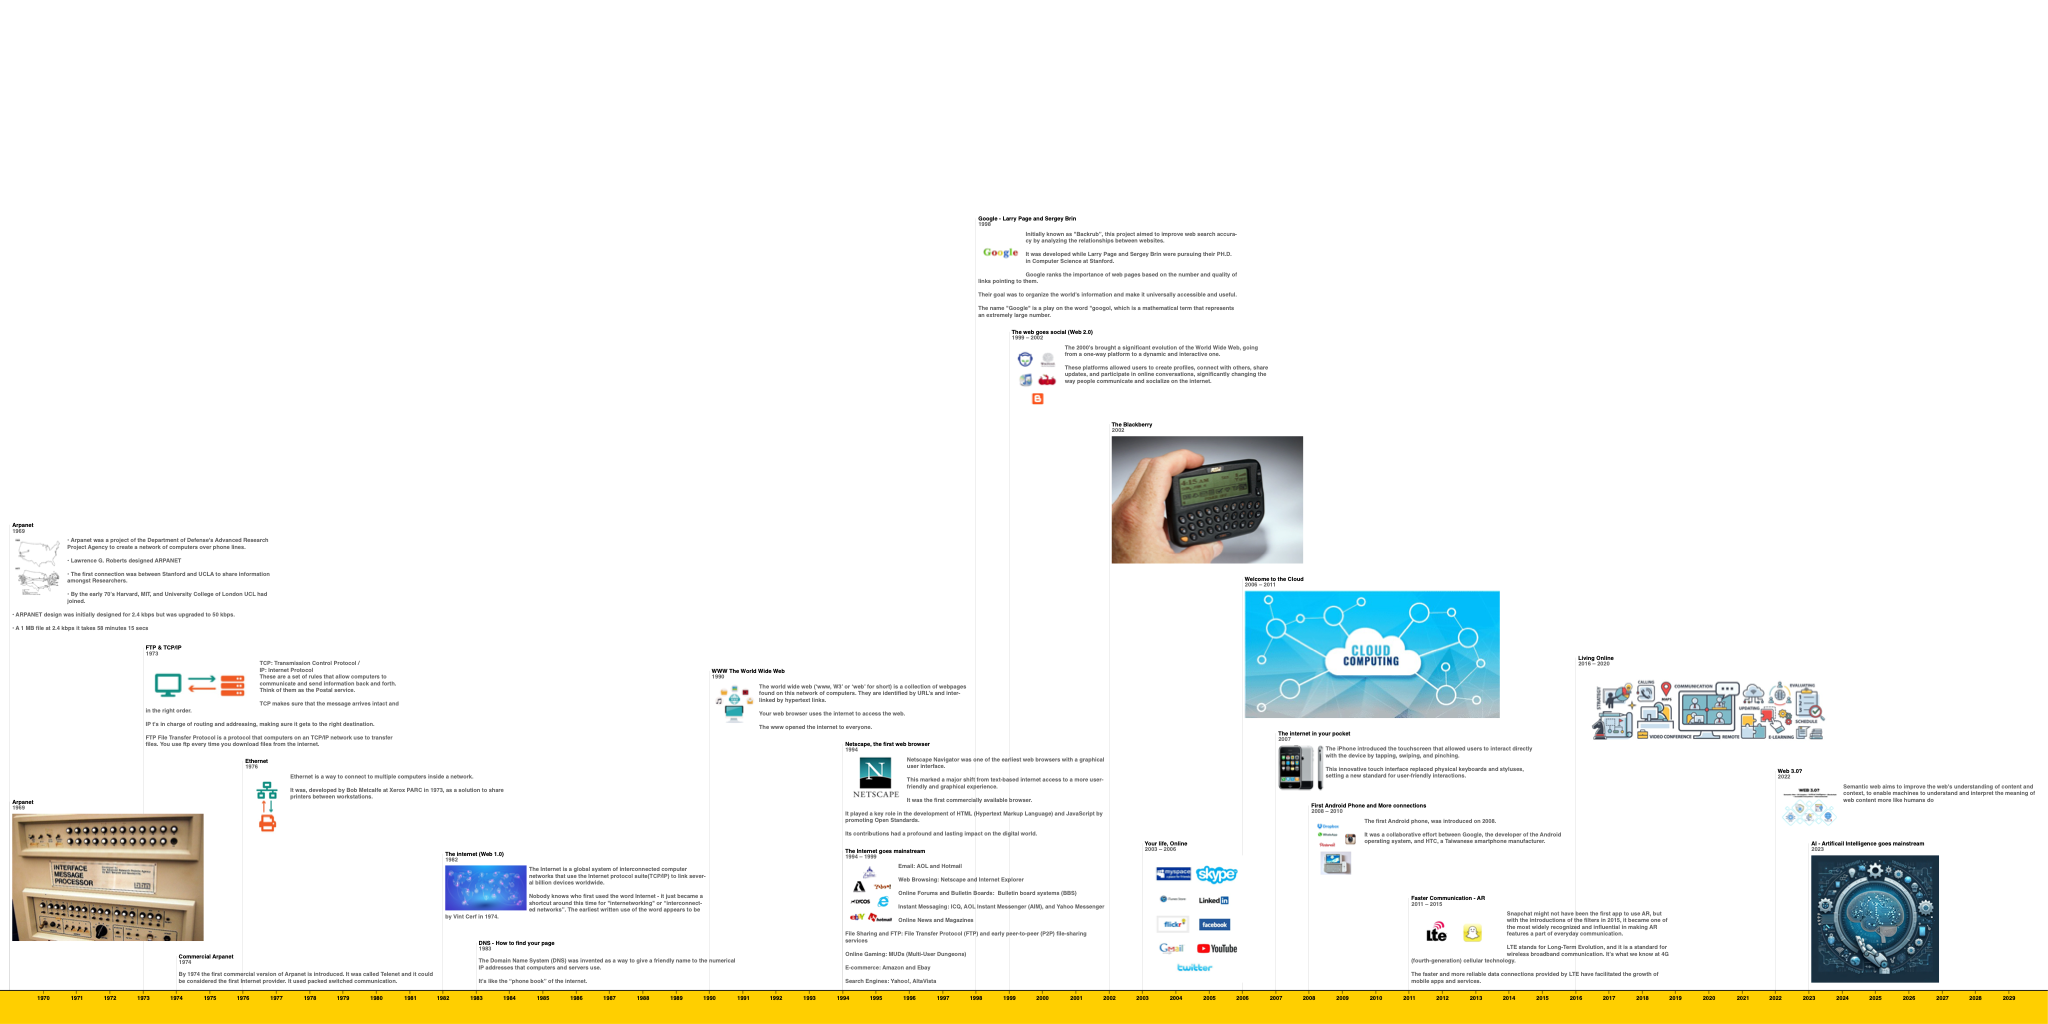 Google - Larry Page and Sergey Brin
1998
Initially known as "Backrub", this project aimed to improve web search accura-
cy by analyzing the relationships between websites.
It was developed while Larry Page and Sergey Brin were pursuing their PH.D.
in Computer Science at Stanford.
Google ranks the importance of web pages based on the number and quality of
links pointing to them.
Their goal was to organize the world's information and make it universally accessible and useful.
The name "Google" is a play on the word "googol, which is a mathematical term that represents
an extremely large number.
Google
The web goes social (Web 2.0)
1999 – 2002
The 2000's brought a significant evolution of the World Wide Web, going
from a one-way platform to a dynamic and interactive one.
These platforms allowed users to create profiles, connect with others, share
updates, and participate in online conversations, significantly changing the
way people communicate and socialize on the internet.
The Blackberry
2002
Arpanet
1969
· Arpanet was a project of the Department of Defense's Advanced Research
Project Agency to create a network of computers over phone lines.
· Lawrence G. Roberts designed ARPANET
· The first connection was between Stanford and UCLA to share information
amongst Researchers.
· By the early 70's Harvard, MIT, and University College of London UCL had
joined.
· ARPANET design was initially designed for 2.4 kbps but was upgraded to 50 kbps.
· A 1 MB file at 2.4 kbps it takes 58 minutes 15 secs
Welcome to the Cloud
2006 – 2011
CLOUD
COMPUTING
FTP & TCP/IP
1973
TCP: Transmission Control Protocol /
IP: Internet Protocol
These are a set of rules that allow computers to
communicate and send information back and forth.
Think of them as the Postal service.
TCP makes sure that the message arrives intact and
in the right order.
IP t's in charge of routing and addressing, making sure it gets to the right destination.
FTP File Transfer Protocol is a protocol that computers on an TCP/IP network use to transfer
files. You use ftp every time you download files from the internet.
WWW The World Wide Web
1990
The world wide web ('www, W3' or 'web' for short) is a collection of webpages
found on this network of computers. They are identified by URL's and inter-
linked by hypertext links.
Your web browser uses the internet to access the web.
The www opened the internet to everyone.
Living Online
2016 – 2020
STRATEGY
CALLING
MAPS
COMMUNICATION
EVALUATING
UPDATING
SCHEDULE
VIDEO CONFERENCE
REMOTE
E-LEARNING
The internet in your pocket
2007
The iPhone introduced the touchscreen that allowed users to interact directly
with the device by tapping, swiping, and pinching.
This innovative touch interface replaced physical keyboards and styluses,
setting a new standard for user-friendly interactions.
Netscape, the first web browser
1994
Netscape Navigator was one of the earliest web browsers with a graphical
user interface.
This marked a major shift from text-based internet access to a more user-
friendly and graphical experience.
It was the first commercially available browser.
It played a key role in the development of HTML (Hypertext Markup Language) and JavaScript by
promoting Open Standards.
Its contributions had a profound and lasting impact on the digital world.
N
NETSCAPE
Ethernet
1976
Ethernet is a way to connect to multiple computers inside a network.
It was, developed by Bob Metcalfe at Xerox PARC in 1973, as a solution to share
printers between workstations.
Web 3.0?
2022
WEB 3.0?
Semantic web aims to improve the web's understanding of content and
context, to enable machines to understand and interpret the meaning of
web content more like humans do
Arpanet
1969
INTERFACE
MESSAGE
PROCESSOR
First Android Phone and More connections
2008 – 2010
The first Android phone, was introduced on 2008.
It was a collaborative effort between Google, the developer of the Android
operating system, and HTC, a Taiwanese smartphone manufacturer.
Dropbox
WhatsApp
Pinterest
The internet (Web 1.0)
1982
The Internet is a global system of interconnected computer
networks that use the Internet protocol suite(TCP/IP) to link sever-
al billion devices worldwide.
Nobody knows who first used the word Internet - it just became a
shortcut around this time for "internetworking" or "interconnect-
ed networks". The earliest written use of the word appears to be
by Vint Cerf in 1974.
The Internet goes mainstream
1994 – 1999
Email: AOL and Hotmail
Web Browsing: Netscape and Internet Explorer
Online Forums and Bulletin Boards: Bulletin board systems (BBS)
Instant Messaging: ICQ, AOL Instant Messenger (AIM), and Yahoo Messenger
Online News and Magazines
File Sharing and FTP: File Transfer Protocol (FTP) and early peer-to-peer (P2P) file-sharing
services
Online Gaming: MUDs (Multi-User Dungeons)
E-commerce: Amazon and Ebay
Search Engines: Yahoo!, AltaVista
Yahoo!
LYCOS
ebY
hotmail
Your life, Online
2003 – 2006
myspace
skype
LinkedIn
flickr
facebook
Gmail
YouTube
twitter
AI - Artificail Intelligence goes mainstream
2023
Faster Communication - AR
2011 – 2015
Snapchat might not have been the first app to use AR, but
with the introductions of the filters in 2015, it became one of
the most widely recognized and influential in making AR
features a part of everyday communication.
LTE stands for Long-Term Evolution, and it is a standard for
wireless broadband communication. It's what we know at 4G
(fourth-generation) cellular technology.
The faster and more reliable data connections provided by LTE have facilitated the growth of
mobile apps and services.
Lte
DNS - How to find your page
1983
The Domain Name System (DNS) was invented as a way to give a friendly name to the numerical
IP addresses that computers and servers use.
It's like the "phone book" of the internet.
Commercial Arpanet
1974
By 1974 the first commercial version of Arpanet is introduced. It was called Telenet and it could
be considered the first Internet provider. It used packed switched communication.
1970 1971 1972 1973 1974 1975 1976 1977 1978 1979 1980 1981 1982 1983 1984 1985 1986 1987 1988 1989 1990 1991 1992 1993 1994 1995 1996 1997 1998 1999 2000 2001 2002 2003 2004 2005 2006 2007 2008 2009 2010 2011 2012 2013 2014 2015 2016 2017 2018 2019 2020 2021 2022 2023 2024 2025 2026 2027 2028 2029